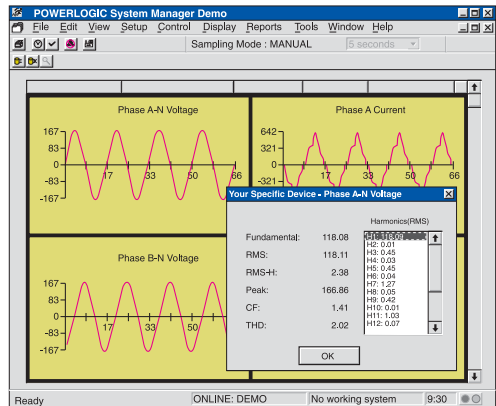 POWERLOGIC System Manager Demo
File Edit View Setup Control Display Reports Tools Window Help
Sampling Mode : MANUAL 5 seconds
Phase A-N Voltage
167
83
0
-83
-167
17 33 50 66
Phase A Current
642
321
0
-321
17 33 50 66
Phase B-N Voltage
167
83
0
-83
-167
17 33 50
Your Specific Device - Phase A-N Voltage
Harmonics(RMS)
Fundamental: 118.08
RMS: 118.11
RMS-H: 2.38
Peak: 166.86
CF: 1.41
THD: 2.02
H2: 0.01
H3: 0.45
H4: 0.03
H5: 0.45
H6: 0.04
H7: 1.27
H8: 0.05
H9: 0.42
H10: 0.01
H11: 1.03
H12: 0.07
OK
Ready ONLINE: DEMO No working system 9:30